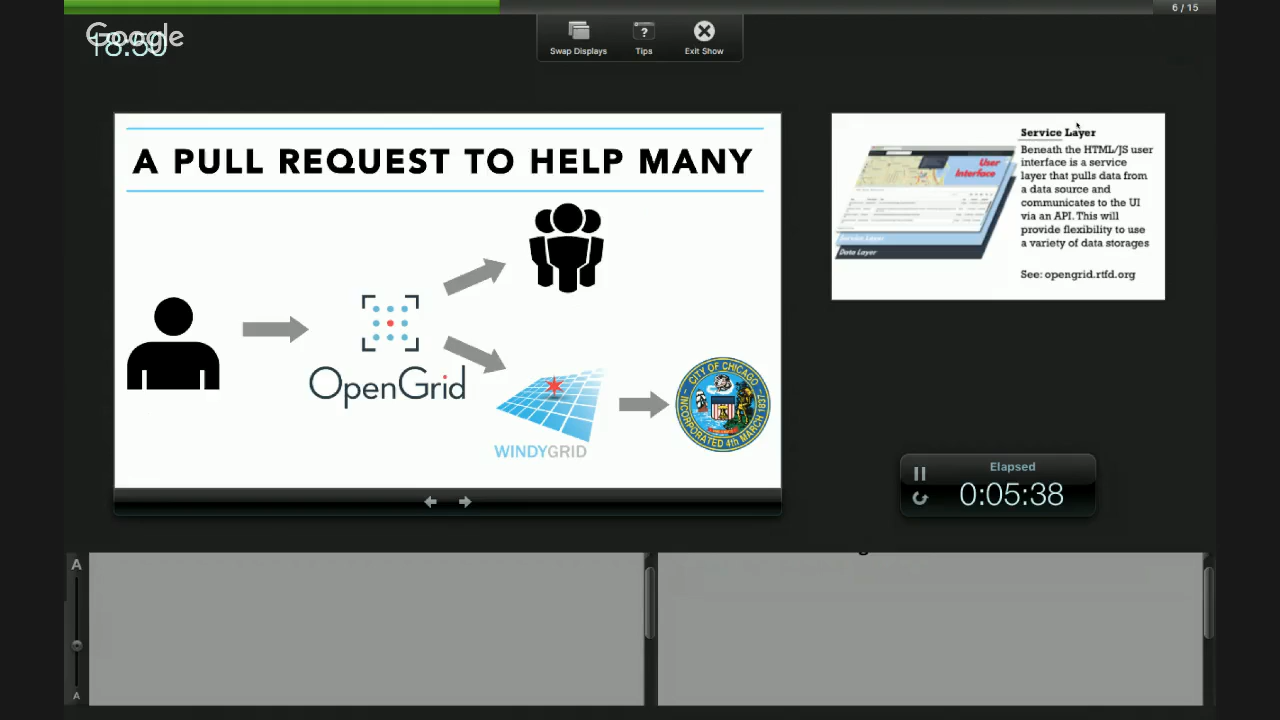 6 / 15
Google
18:50
Swap Displays
?
Tips
Exit Show
A PULL REQUEST TO HELP MANY
OpenGrid
WINDYGRID
CITY OF CHICAGO
INCORPORATED 4th MARCH 1837
Service Layer
Beneath the HTML/JS user
interface is a service
layer that pulls data from
a data source and
communicates to the UI
via an API. This will
provide flexibility to use
a variety of data storages
See: opengrid.rtfd.org
User
Interface
Service Layer
Data Layer
Elapsed
0:05:38
A
A